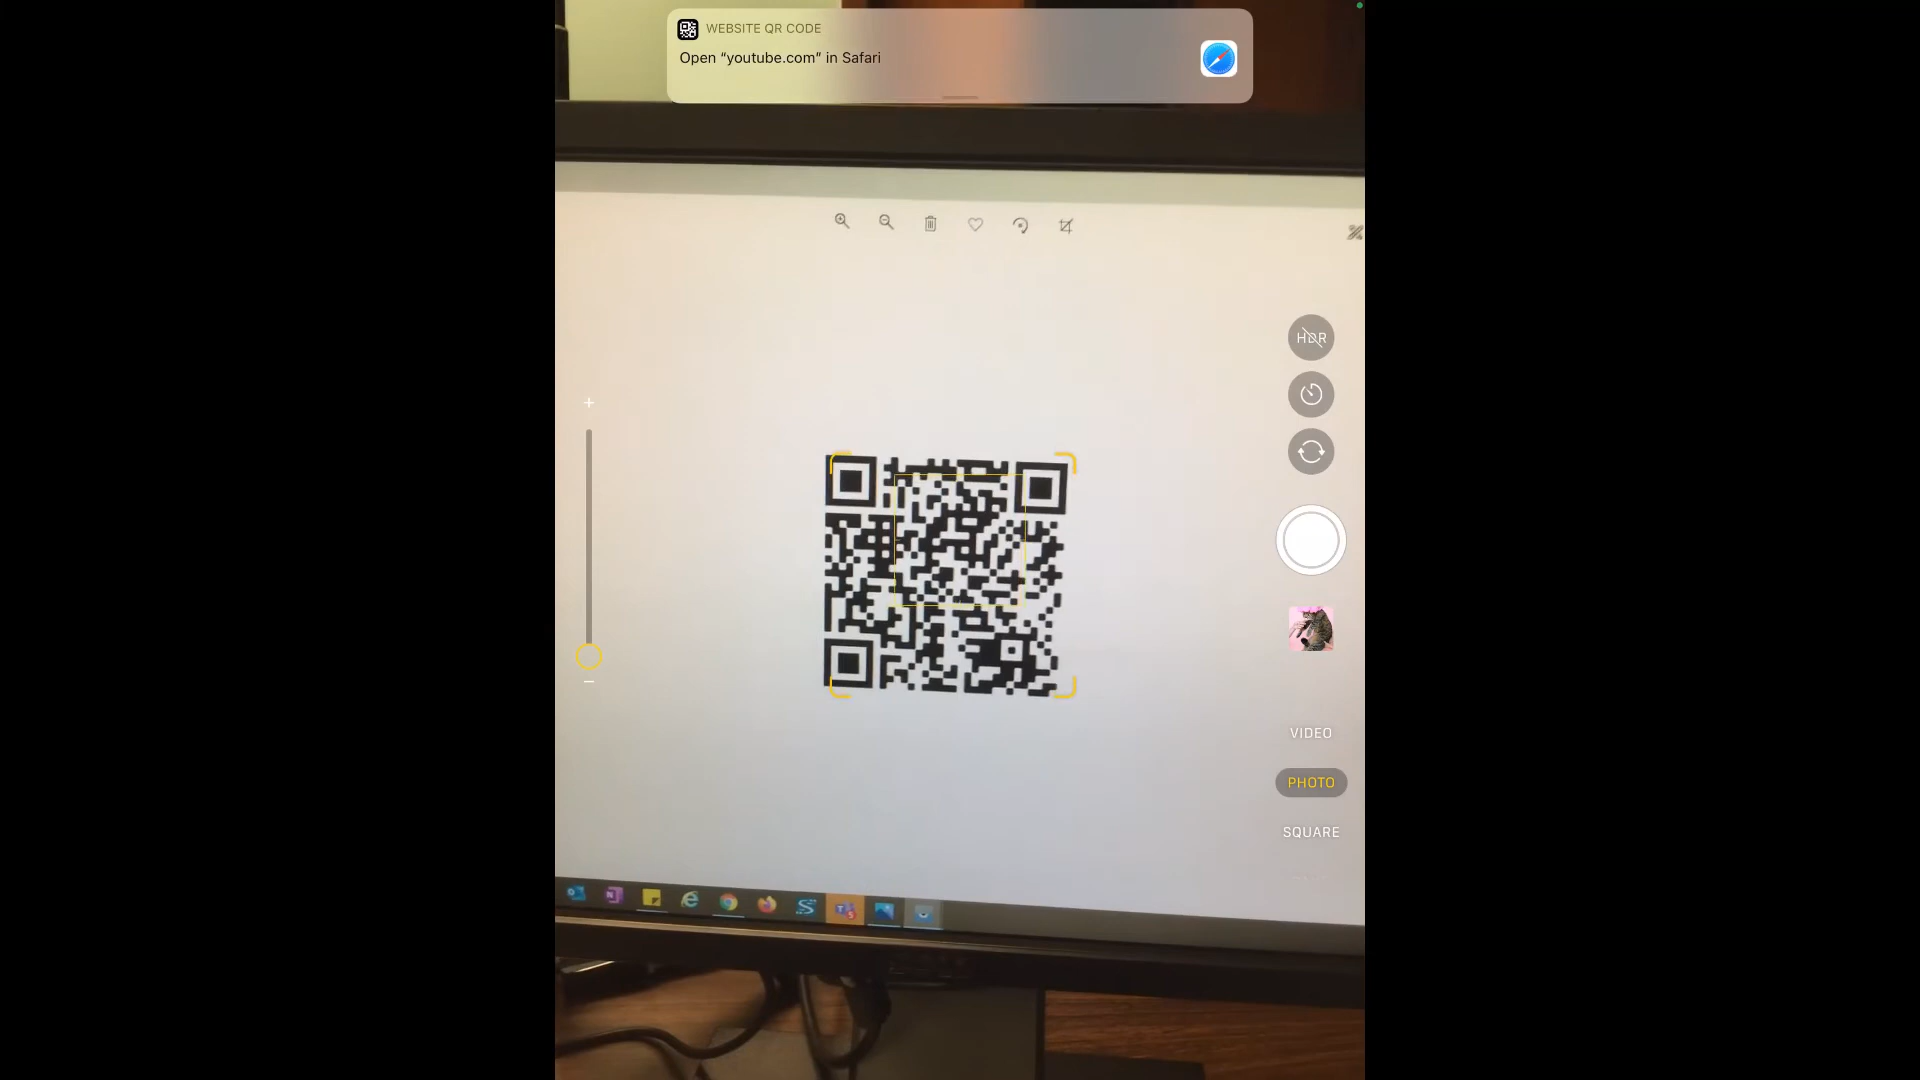 WEBSITE QR CODE
Open “youtube.com” in Safari
HDR
VIDEO
PHOTO
SQUARE